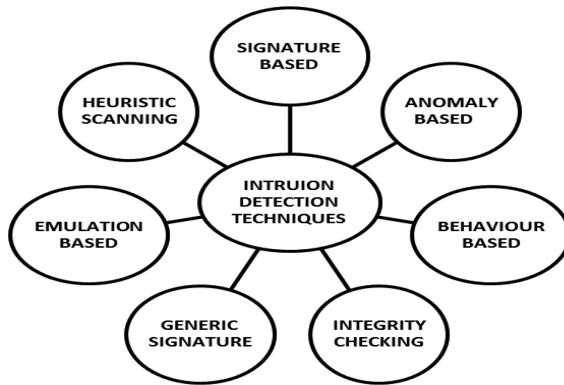 SIGNATURE
BASED
HEURISTIC
SCANNING
ANOMALY
BASED
INTRUION
DETECTION
TECHNIQUES
EMULATION
BASED
BEHAVIOUR
BASED
GENERIC
SIGNATURE
INTEGRITY
CHECKING